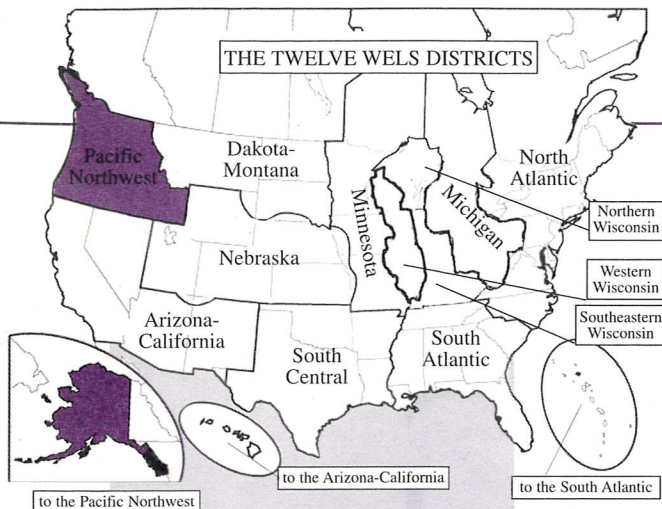 THE TWELVE WELS DISTRICTS
Pacific
Northwest
Dakota-
Montana
North
Atlantic
Minnesota
Michigan
Northern
Wisconsin
Nebraska
Western
Wisconsin
Southeastern
Wisconsin
Arizona-
California
South
Central
South
Atlantic
to the Arizona-California
to the South Atlantic
to the Pacific Northwest